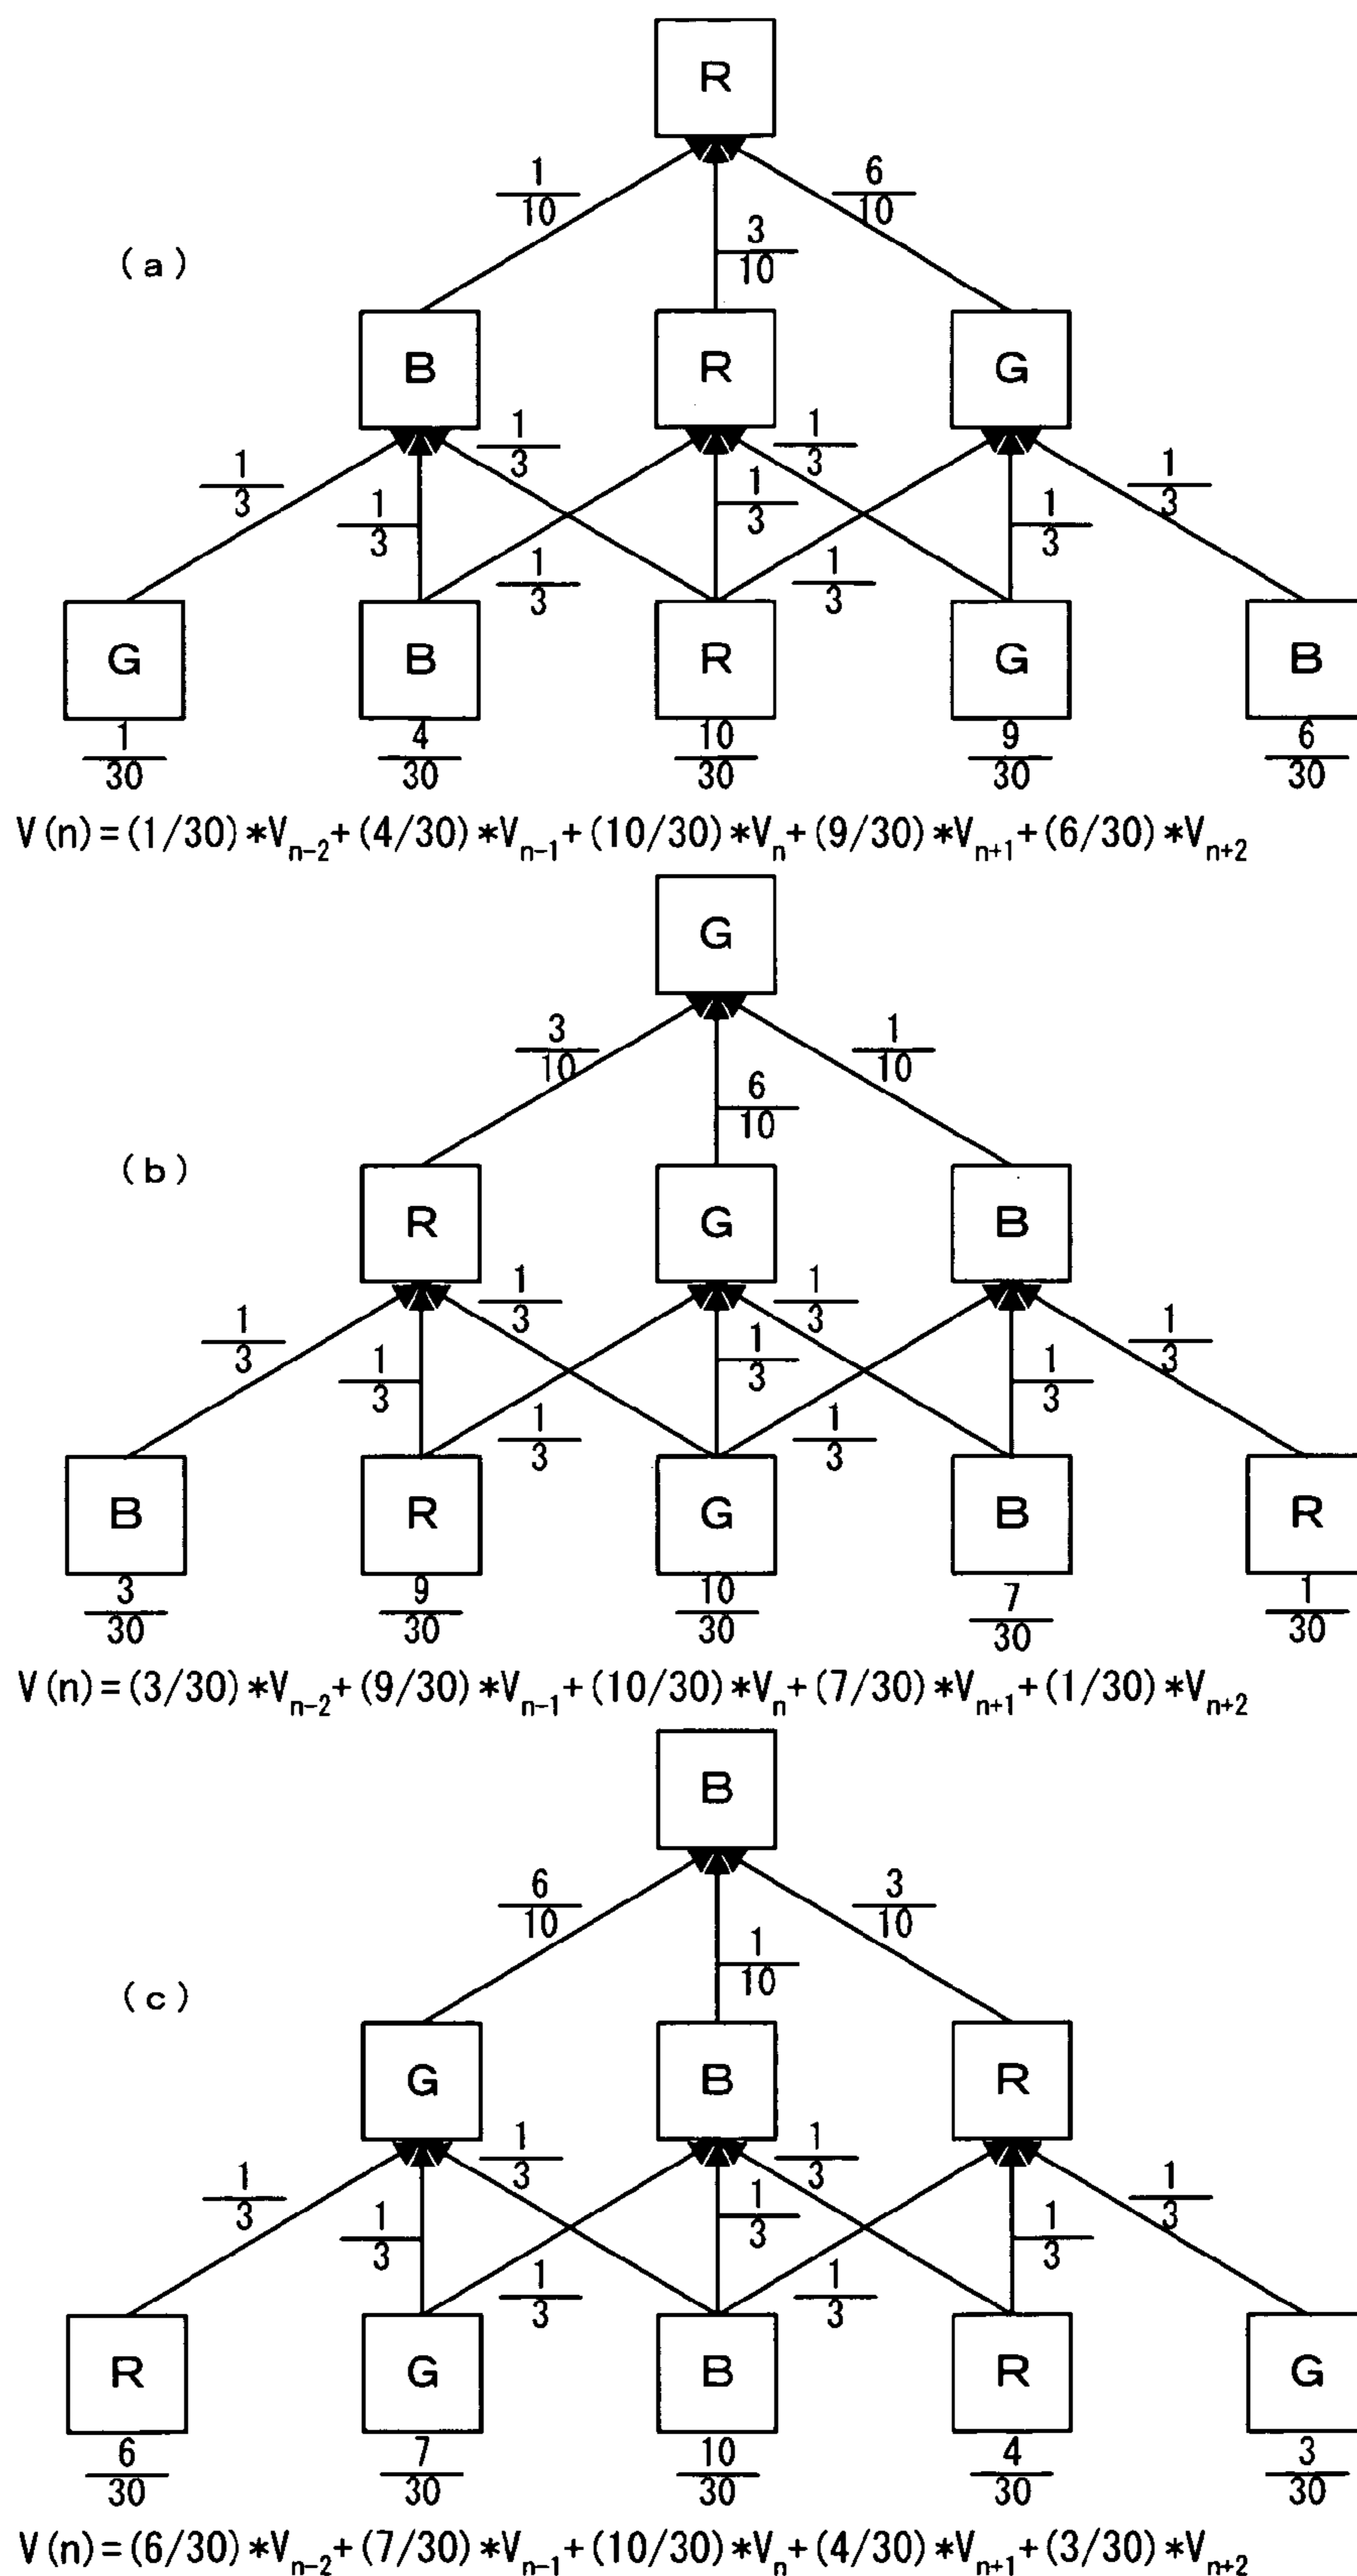 R
1/10 6/10
3/10
(a)
B R G
1/3 1/3
1/3 1/3 1/3
1/3 1/3
1/3 1/3
G B R G B
1/30 4/30 10/30 9/30 6/30
V(n)=(1/30)*Vn-2+(4/30)*Vn-1+(10/30)*Vn+(9/30)*Vn+1+(6/30)*Vn+2
G
3/10 1/10
6/10
(b)
R G B
1/3 1/3
1/3 1/3
1/3 1/3 1/3
1/3 1/3
B R G B R
3/30 9/30 10/30 7/30 1/30
V(n)=(3/30)*Vn-2+(9/30)*Vn-1+(10/30)*Vn+(7/30)*Vn+1+(1/30)*Vn+2
B
6/10 3/10
1/10
(c)
G B R
1/3 1/3
1/3 1/3
1/3 1/3 1/3
1/3 1/3
R G B R G
6/30 7/30 10/30 4/30 3/30
V(n)=(6/30)*Vn-2+(7/30)*Vn-1+(10/30)*Vn+(4/30)*Vn+1+(3/30)*Vn+2